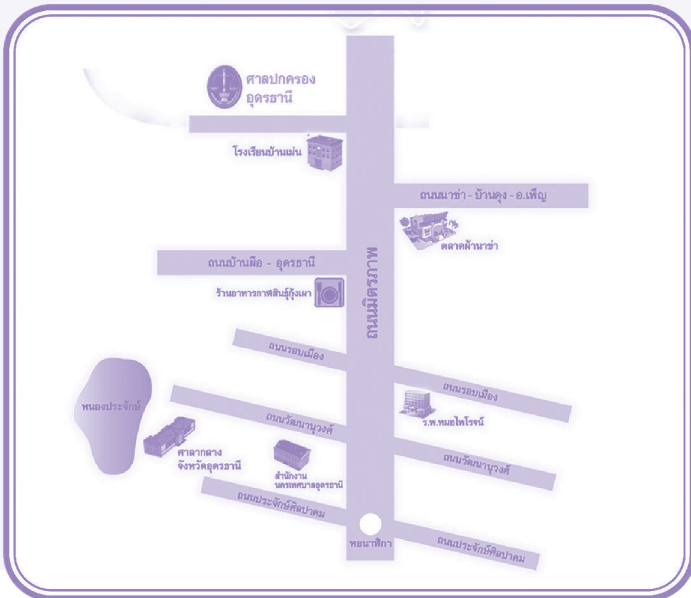 ศาลปกครอง
อุดรธานี
โรงเรียนบ้านเม่น
ถนนนาข่า - บ้านดุง - อ.เพ็ญ
ตลาดผ้านาข่า
ถนนบ้านผือ - อุดรธานี
ถนนมิตรภาพ
ร้านอาหารกาฬสินธุ์กุ้งเผา
ถนนรอบเมือง
ถนนรอบเมือง
หนองประจักษ์
ร.พ.หมอไพโรจน์
ถนนวัฒนานุวงศ์
ศาลากลาง
จังหวัดอุดรธานี
ถนนวัฒนานุวงศ์
สำนักงาน
นครเทศบาลอุดรธานี
ถนนประจักษ์ศิลปาคม
หอนาฬิกา
ถนนประจักษ์ศิลปาคม